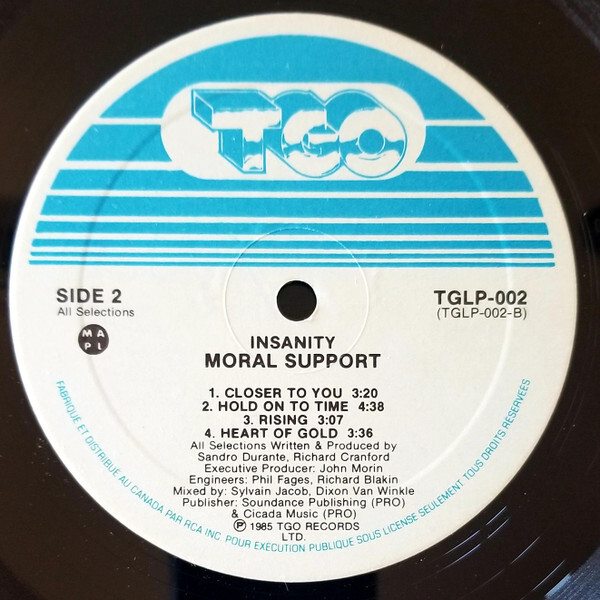 TGO
SIDE 2
All Selections
MAPL
TGLP-002
(TGLP-002-B)
INSANITY
MORAL SUPPORT
1. CLOSER TO YOU 3:20
2. HOLD ON TO TIME 4:38
3. RISING 3:07
4. HEART OF GOLD 3:36
All Selections Written & Produced by
Sandro Durante, Richard Cranford
Executive Producer: John Morin
Engineers: Phil Fages, Richard Blakin
Mixed by: Sylvain Jacob, Dixon Van Winkle
Publisher: Soundance Publishing (PRO)
& Cicada Music (PRO)
℗ 1985 TGO RECORDS
LTD.
FABRIQUÉ ET DISTRIBUÉ AU CANADA PAR RCA INC POUR EXÉCUTION PUBLIQUE SOUS LICENSE SEULEMENT TOUS DROITS RÉSERVÉES